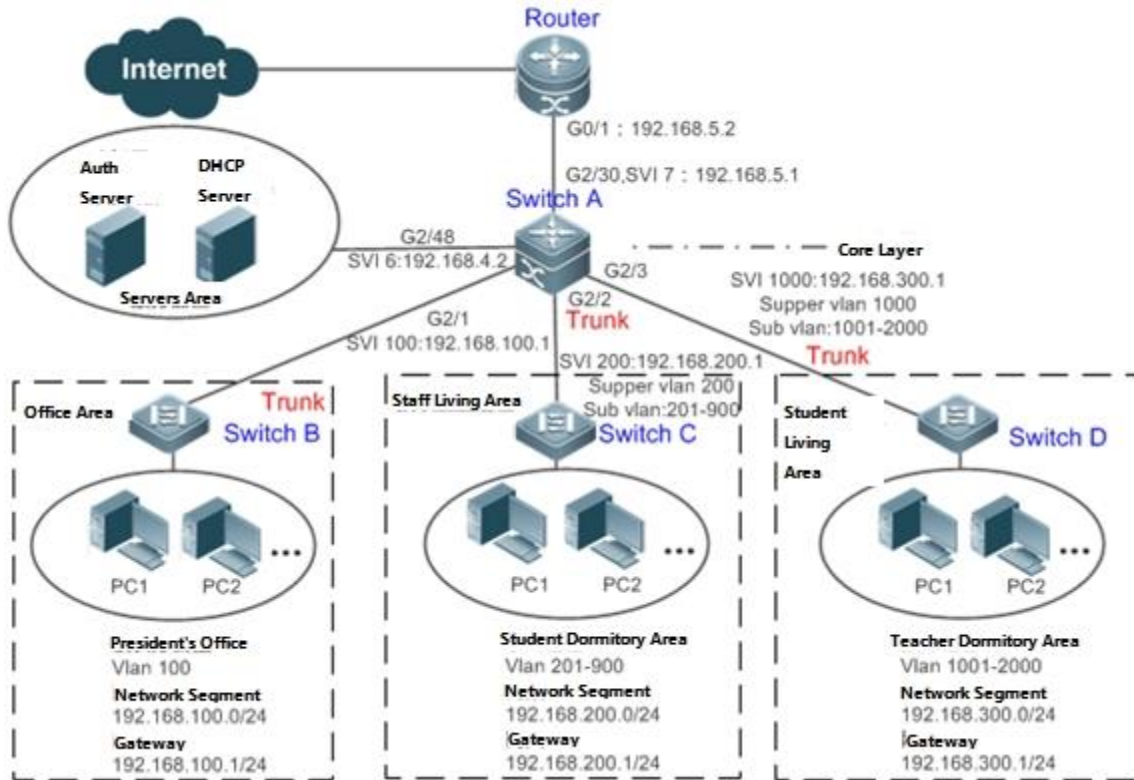 Router
Internet
G0/1 : 192.168.5.2
Auth
Server
DHCP
Server
G2/30,SVI 7 : 192.168.5.1
Switch A
G2/48
SVI 6:192.168.4.2
Servers Area
Core Layer
G2/3
SVI 1000:192.168.300.1
Supper vlan 1000
Sub vlan:1001-2000
Trunk
G2/2
Trunk
G2/1
SVI 100:192.168.100.1
SVI 200:192.168.200.1
Supper vlan 200
Sub vlan:201-900
Office Area
Trunk
Switch B
PC1
PC2
...
President's Office
Vlan 100
Network Segment
192.168.100.0/24
Gateway
192.168.100.1/24
Staff Living Area
Switch C
PC1
PC2
...
Student Dormitory Area
Vlan 201-900
Network Segment
192.168.200.0/24
Gateway
192.168.200.1/24
Student
Living
Area
Switch D
PC1
PC2
...
Teacher Dormitory Area
Vlan 1001-2000
Network Segment
192.168.300.0/24
Gateway
192.168.300.1/24